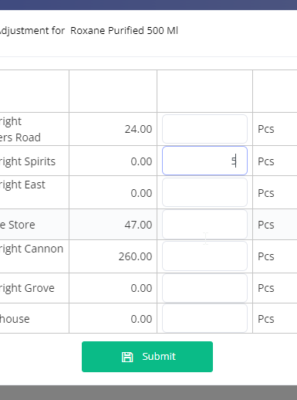 djustment for Roxane Purified 500 Ml
right
ers Road 24.00 Pcs
right Spirits 0.00 5 Pcs
right East
0.00 Pcs
e Store 47.00 Pcs
right Cannon
260.00 Pcs
right Grove 0.00 Pcs
house 0.00 Pcs
Submit